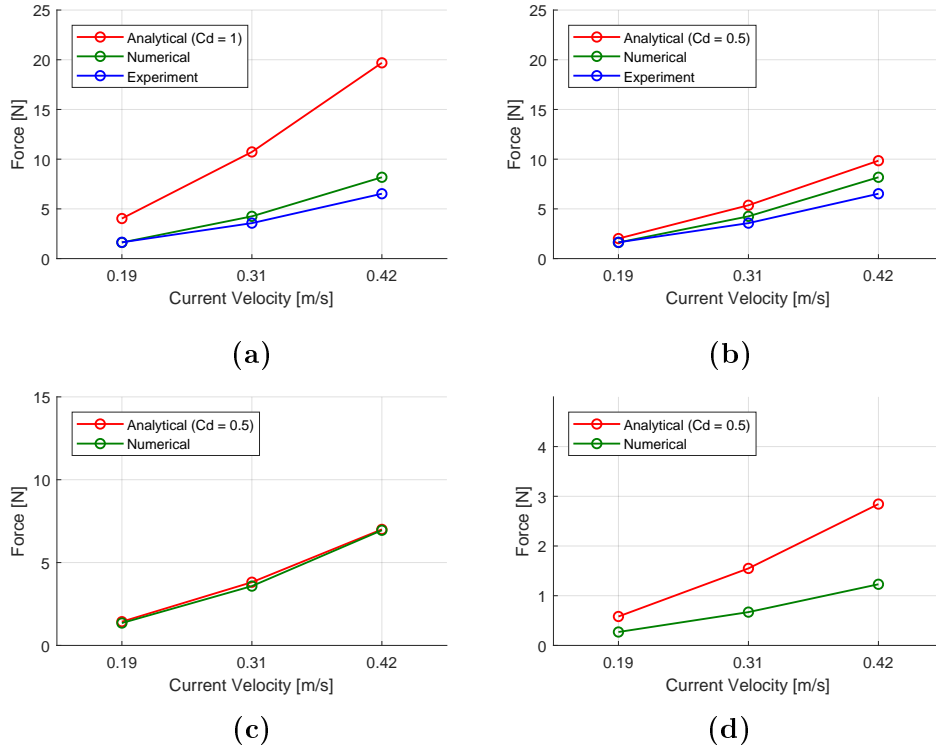 25
20
15
10
5
0
Force [N]
Analytical (Cd = 1)
Numerical
Experiment
0.19 0.31 0.42
Current Velocity [m/s]
(a)
25
20
15
10
5
0
Force [N]
Analytical (Cd = 0.5)
Numerical
Experiment
0.19 0.31 0.42
Current Velocity [m/s]
(b)
15
10
5
0
Force [N]
Analytical (Cd = 0.5)
Numerical
0.19 0.31 0.42
Current Velocity [m/s]
(c)
4
3
2
1
0
Force [N]
Analytical (Cd = 0.5)
Numerical
0.19 0.31 0.42
Current Velocity [m/s]
(d)